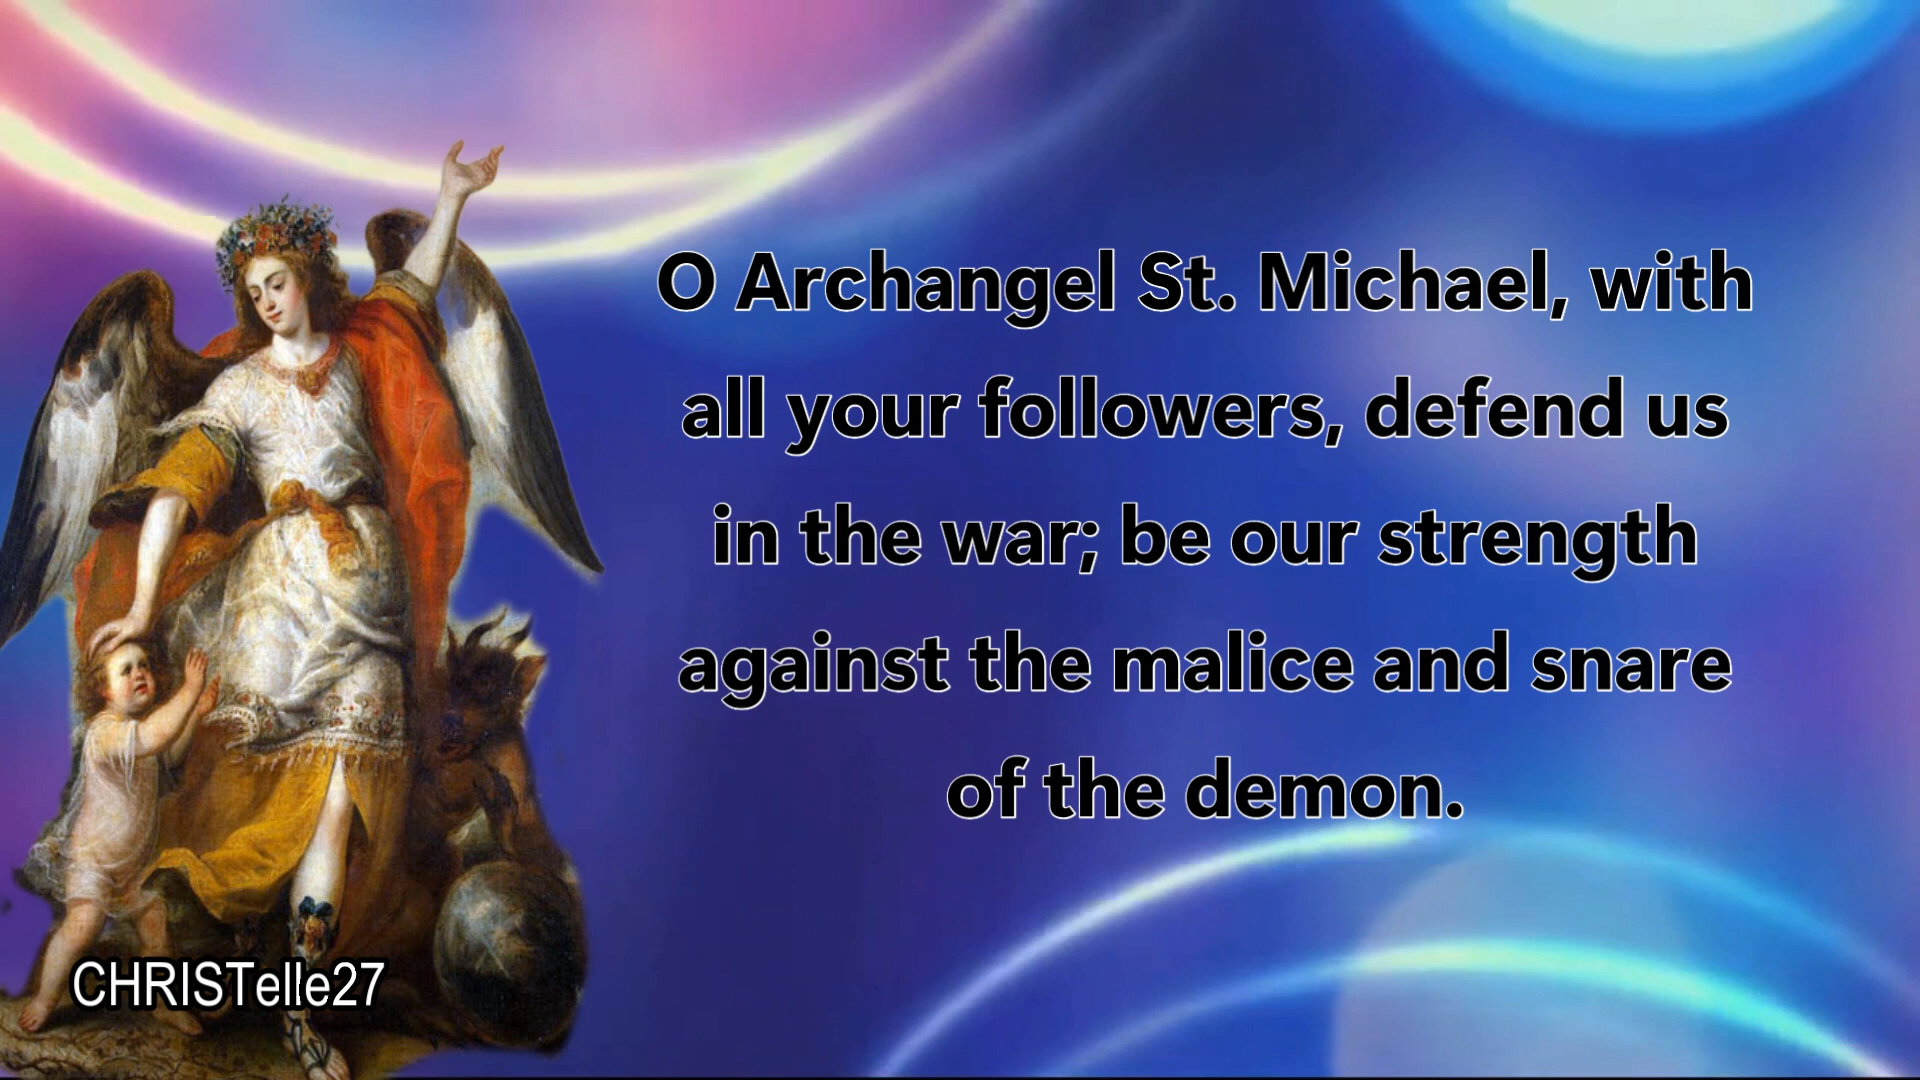 O Archangel St. Michael, with
all your followers, defend us
in the war; be our strength
against the malice and snare
of the demon.
CHRISTelle27